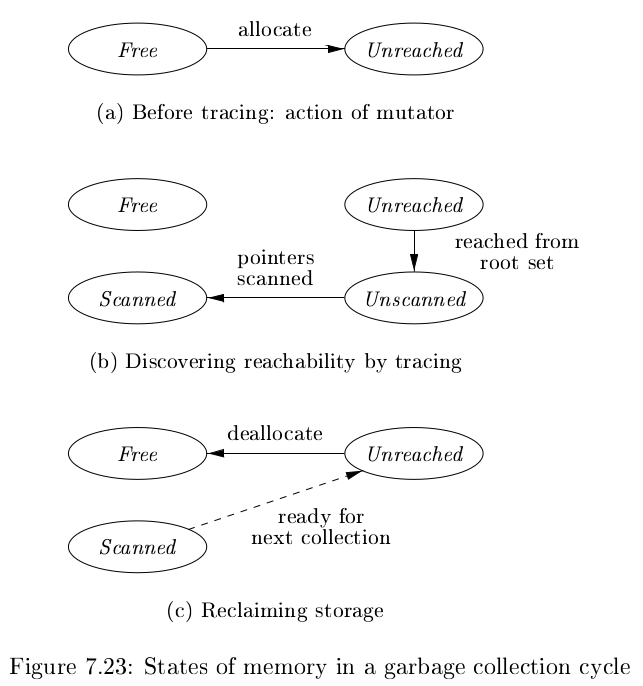 allocate
Free
Unreached
(a) Before tracing: action of mutator
Free
Unreached
reached from
root set
pointers
scanned
Scanned
Unscanned
(b) Discovering reachability by tracing
deallocate
Free
Unreached
ready for
next collection
Scanned
(c) Reclaiming storage
Figure 7.23: States of memory in a garbage collection cycle